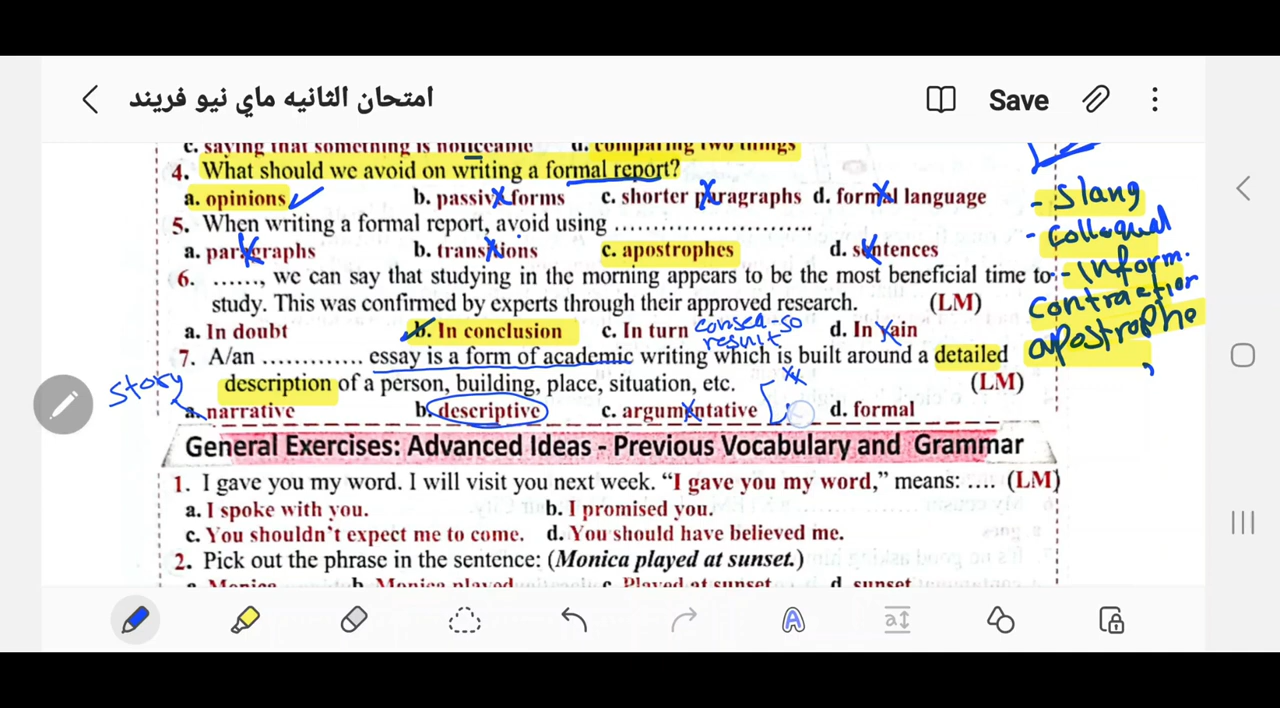 امتحان الثانيه ماي نيو فريند
Save
c. saying that something is noticeable d. comparing two things
4. What should we avoid on writing a formal report?
a. opinions b. passive forms c. shorter paragraphs d. formal language
5. When writing a formal report, avoid using ............................
a. paragraphs b. transitions c. apostrophes d. sentences
6. ......, we can say that studying in the morning appears to be the most beneficial time to
study. This was confirmed by experts through their approved research. (LM)
a. In doubt b. In conclusion c. In turn d. In vain
conseq - so
result
7. A/an ............. essay is a form of academic writing which is built around a detailed
description of a person, building, place, situation, etc. (LM)
story
a. narrative b. descriptive c. argumentative d. formal
- Slang
- Colloqual
- Inform.
contraction
apostrophe
,
General Exercises: Advanced Ideas - Previous Vocabulary and Grammar
1. I gave you my word. I will visit you next week. “I gave you my word,” means: .... (LM)
a. I spoke with you. b. I promised you.
c. You shouldn't expect me to come. d. You should have believed me.
2. Pick out the phrase in the sentence: (Monica played at sunset.)
a. Monica b. Monica played c. Played at sunset d. sunset